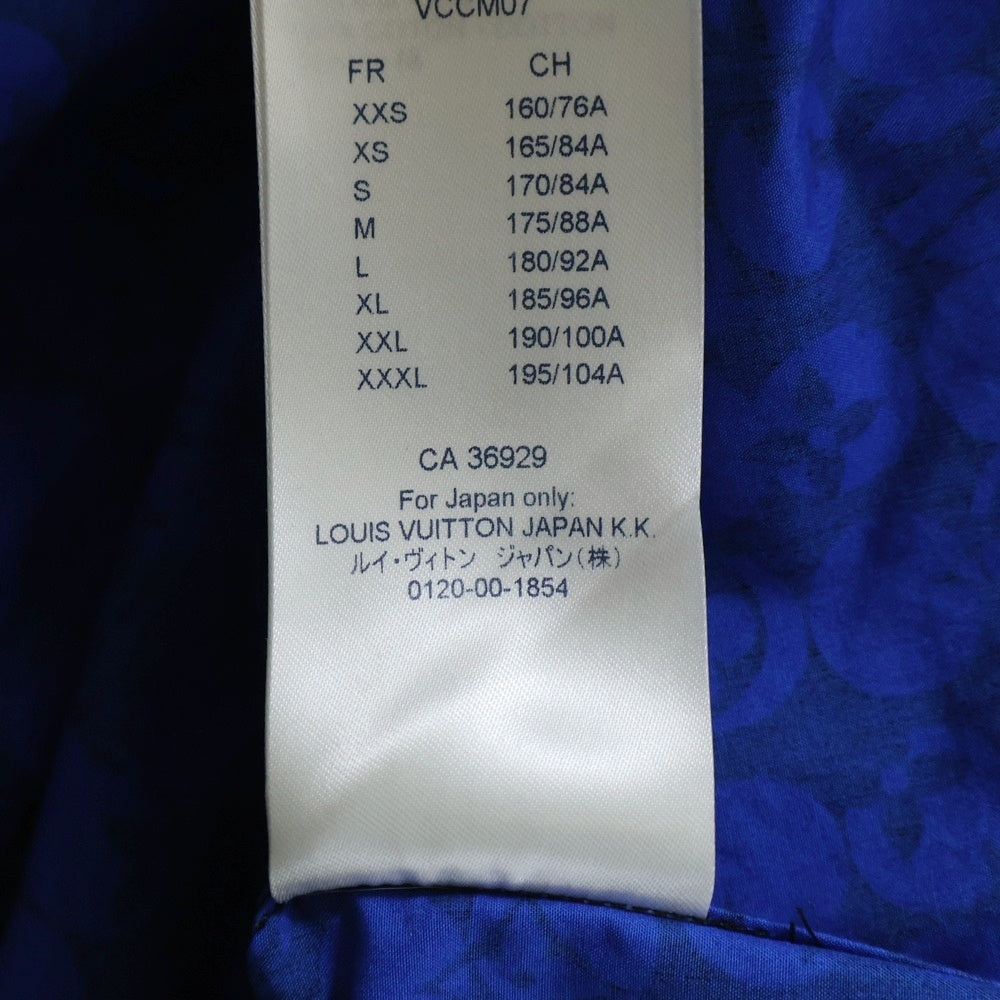 VCCM07
FR CH
XXS 160/76A
XS 165/84A
S 170/84A
M 175/88A
L 180/92A
XL 185/96A
XXL 190/100A
XXXL 195/104A
CA 36929
For Japan only:
LOUIS VUITTON JAPAN K.K.
ルイ・ヴィトン ジャパン(株)
0120-00-1854